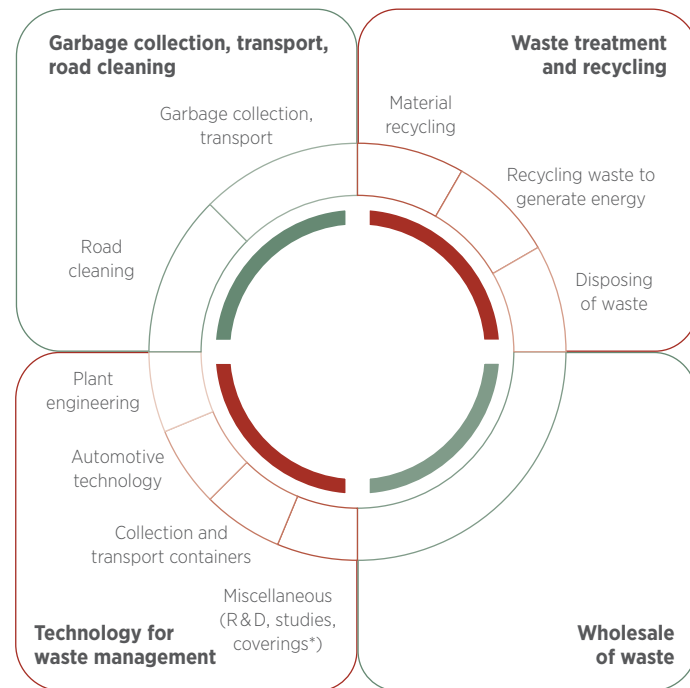 Garbage collection, transport,
road cleaning
Garbage collection,
transport
Road
cleaning
Waste treatment
and recycling
Material
recycling
Recycling waste to
generate energy
Disposing
of waste
Plant
engineering
Automotive
technology
Collection and
transport containers
Miscellaneous
(R&D, studies,
coverings*)
Technology for
waste management
Wholesale
of waste